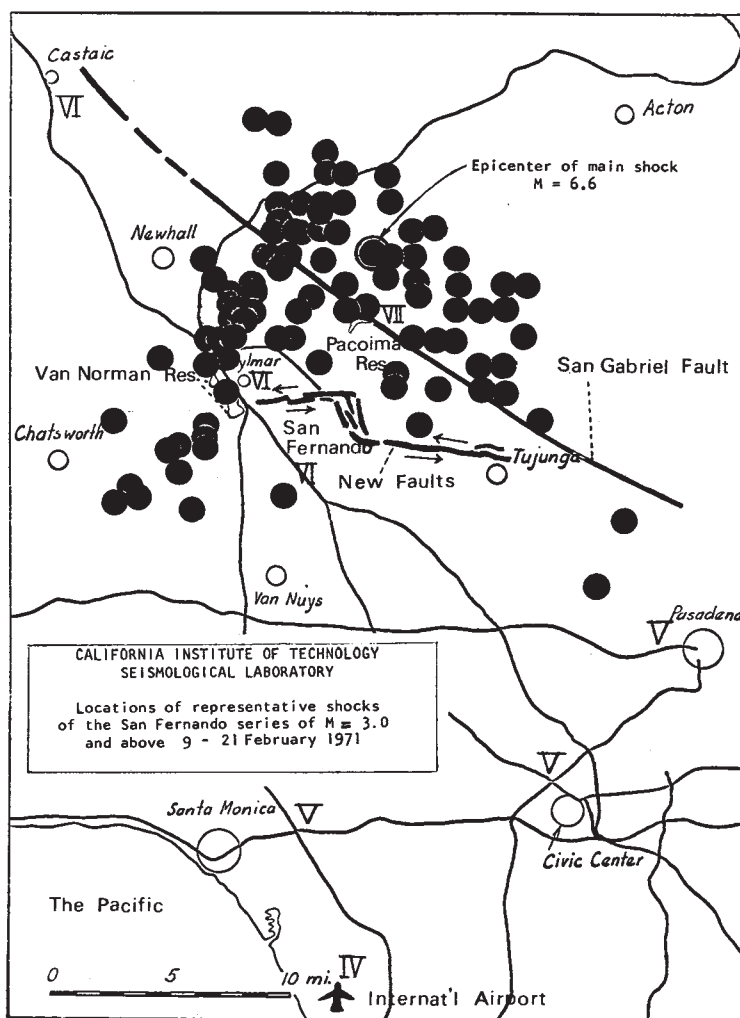 Castaic
VI
Acton
Epicenter of main shock
M = 6.6
Newhall
VII
Pacoima
Res.
San Gabriel Fault
Van Norman Res.
ylmar
VI
San
Fernando
VI
Chatsworth
New Faults
Tujunga
Van Nuys
Pasadena
V
CALIFORNIA INSTITUTE OF TECHNOLOGY
SEISMOLOGICAL LABORATORY
Locations of representative shocks
of the San Fernando series of M = 3.0
and above 9 - 21 February 1971
V
Santa Monica
V
Civic Center
The Pacific
0 5 10 mi.
IV
Internat'l Airport